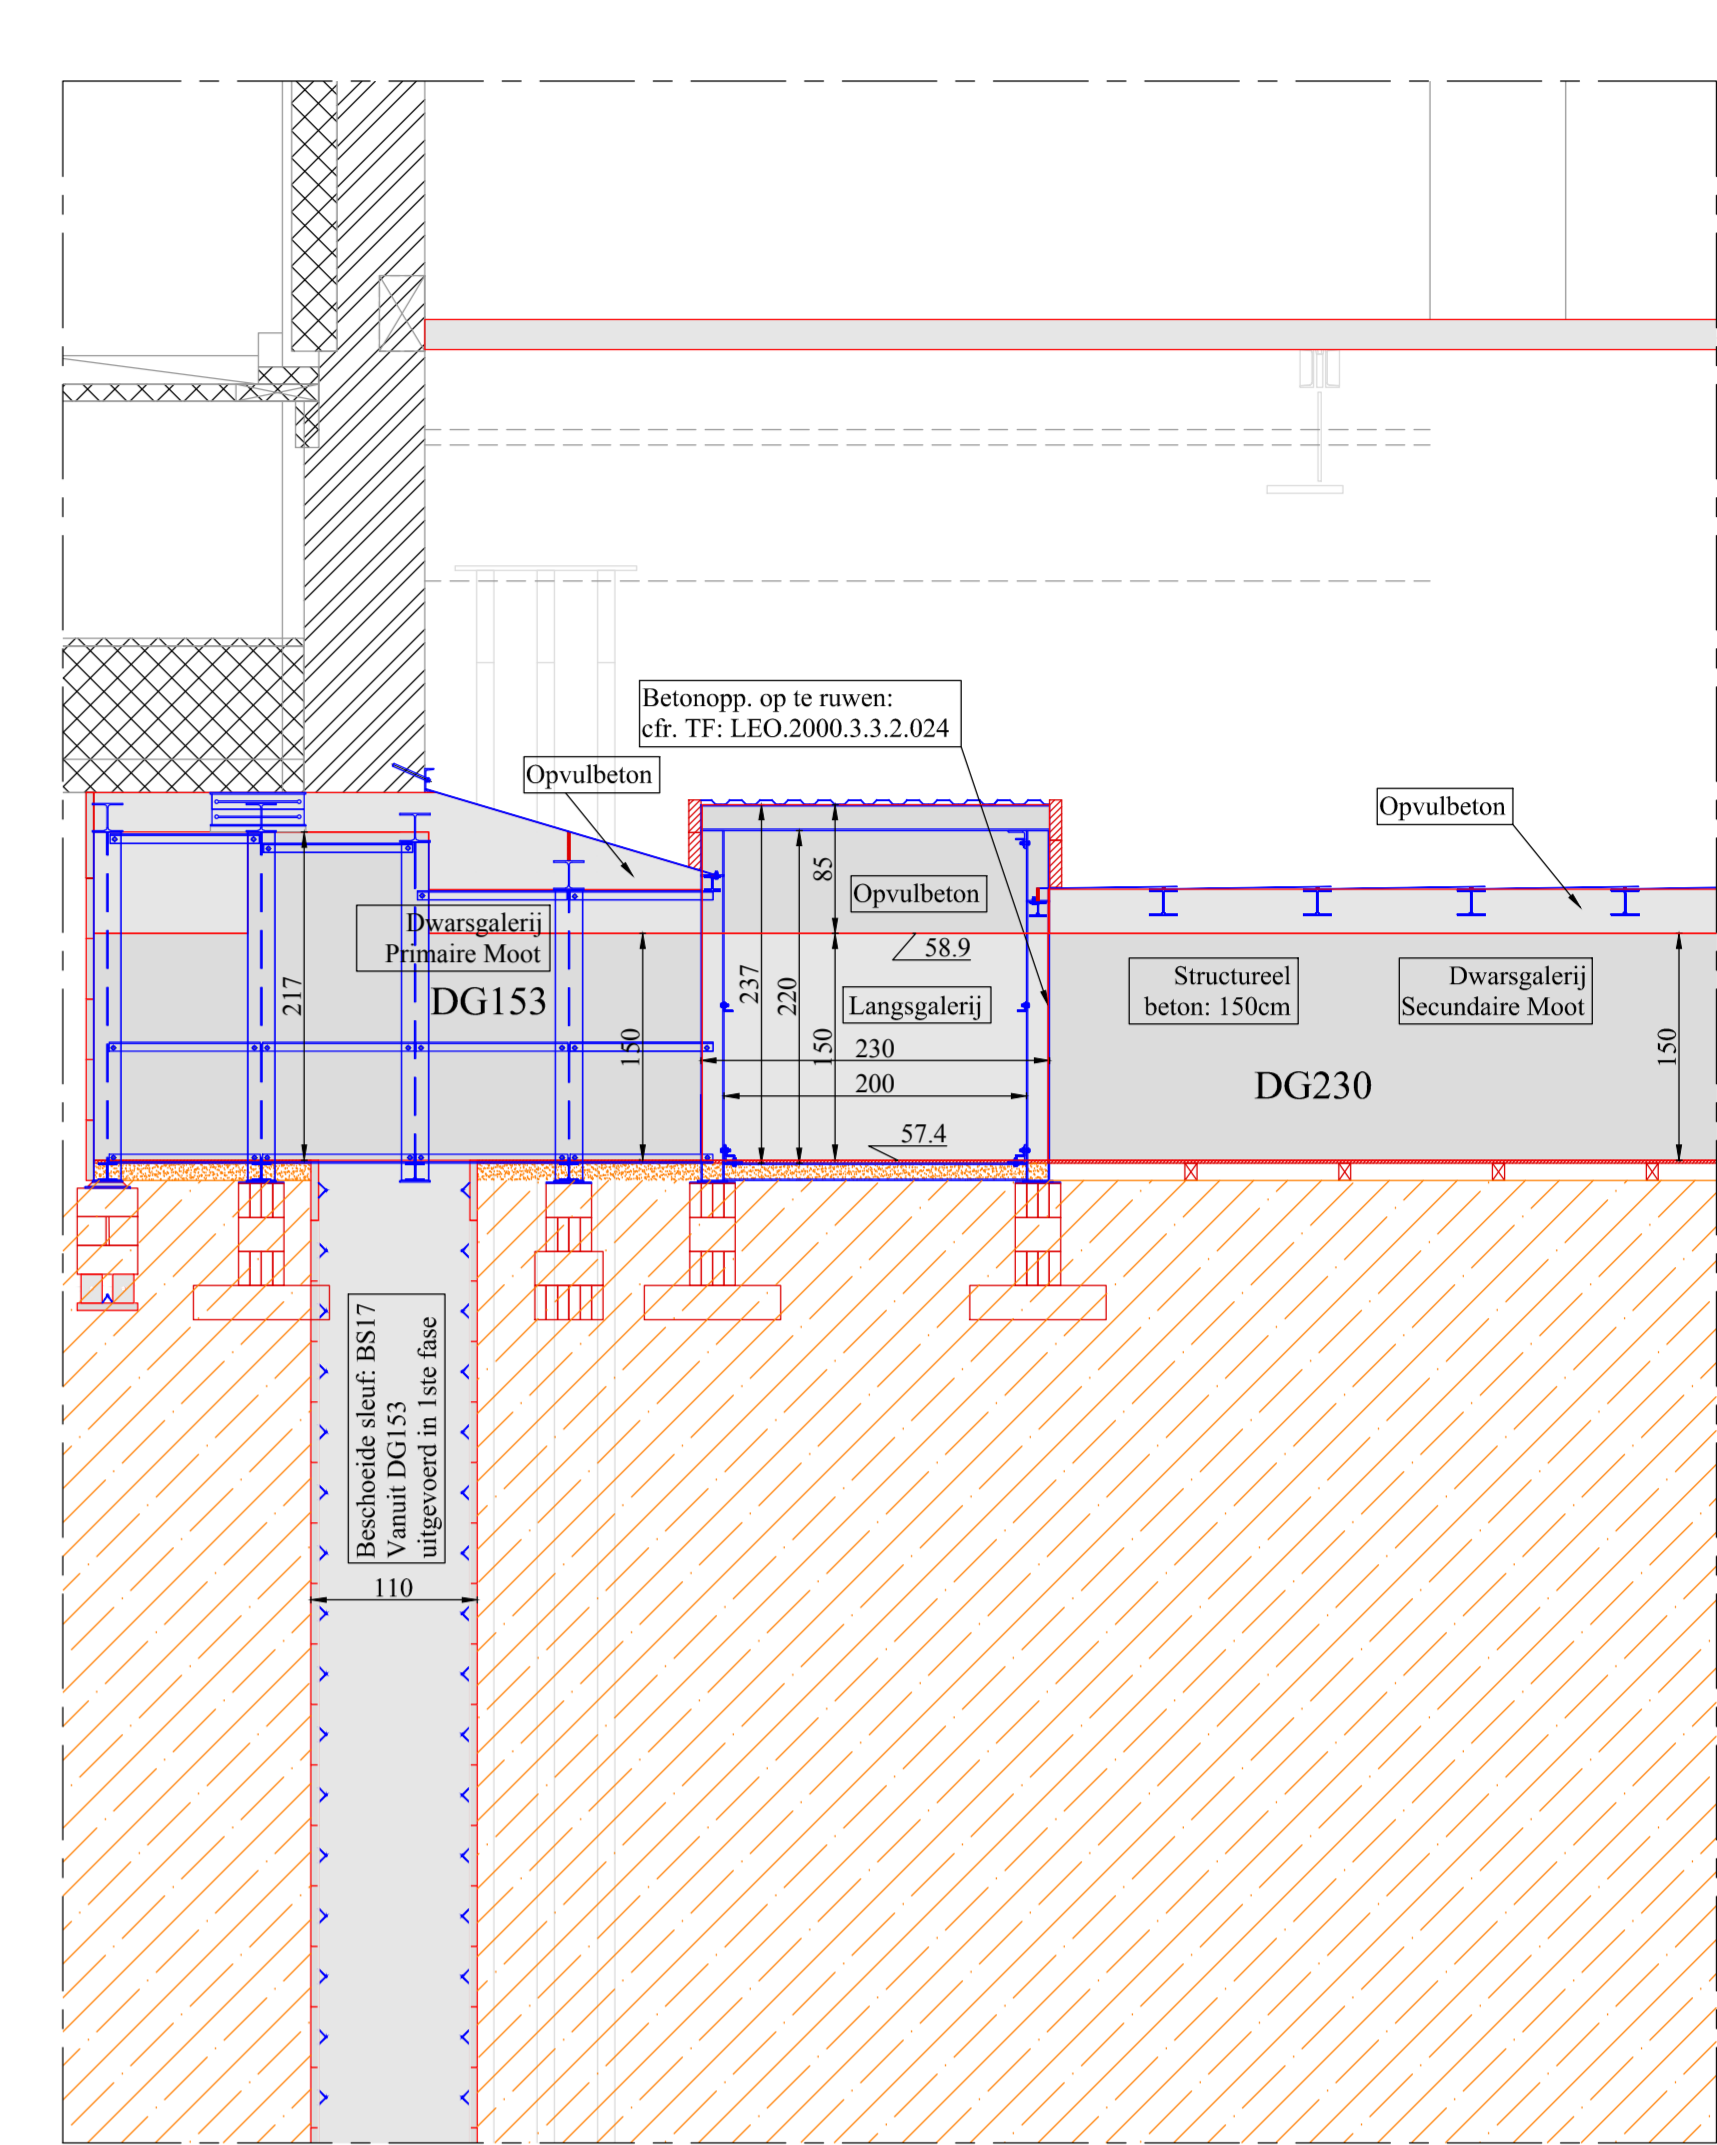 Betonopp. op te ruwen:
cfr. TF: LEO.2000.3.3.2.024
Opvulbeton
Opvulbeton
85
Opvulbeton
Dwarsgalerij
Primaire Moot
58.9
217
DG153
237
220
Langsgalerij
Structureel
beton: 150cm
Dwarsgalerij
Secundaire Moot
150
150
230
150
200
DG230
57.4
Beschoeide sleuf: BS17
Vanuit DG153
uitgevoerd in 1ste fase
110